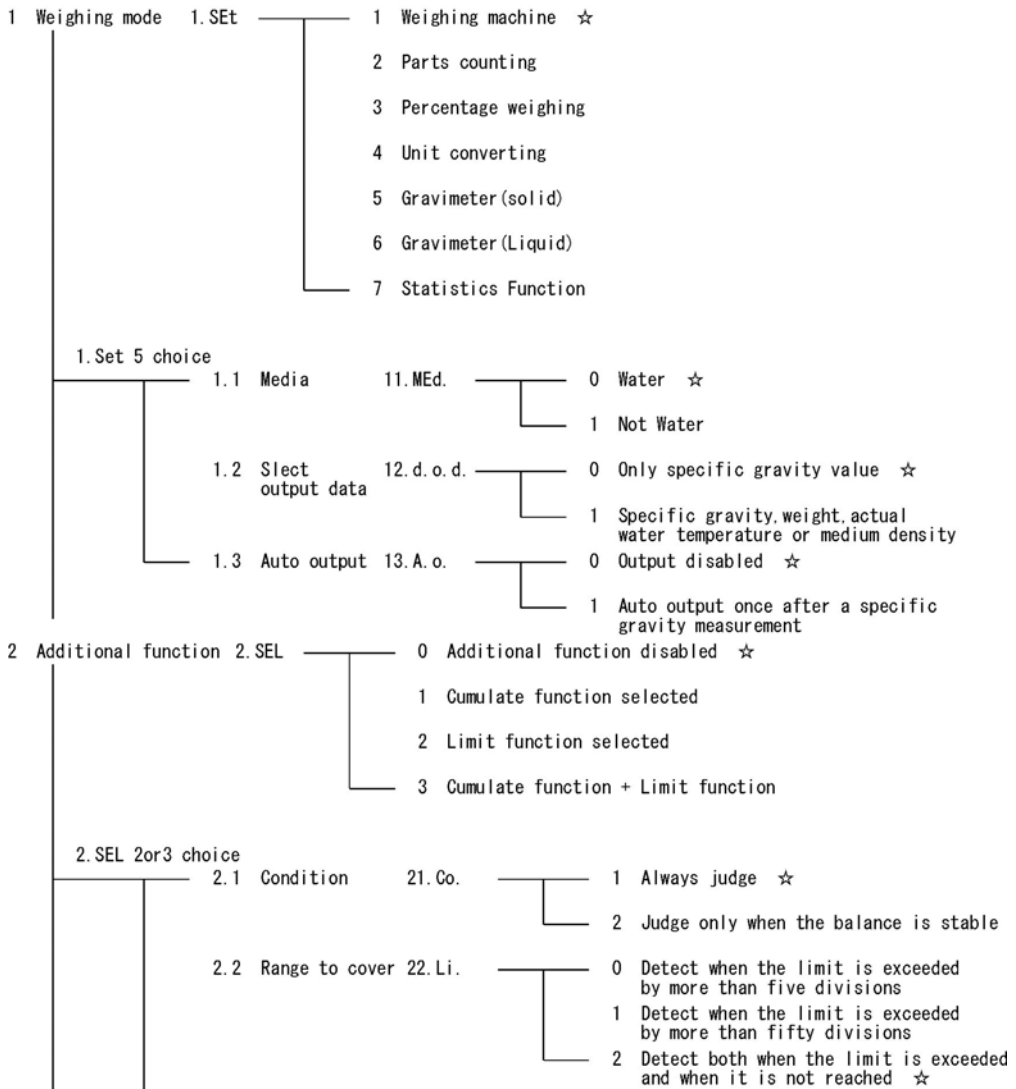 1 Weighing mode 1.SEt 1 Weighing machine ☆
2 Parts counting
3 Percentage weighing
4 Unit converting
5 Gravimeter(solid)
6 Gravimeter(Liquid)
7 Statistics Function
1.Set 5 choice
1.1 Media 11.MEd. 0 Water ☆
1 Not Water
1.2 Slect 12.d.o.d. 0 Only specific gravity value ☆
output data
1 Specific gravity,weight,actual
water temperature or medium density
1.3 Auto output 13.A.o. 0 Output disabled ☆
1 Auto output once after a specific
gravity measurement
2 Additional function 2.SEL 0 Additional function disabled ☆
1 Cumulate function selected
2 Limit function selected
3 Cumulate function + Limit function
2.SEL 2or3 choice
2.1 Condition 21.Co. 1 Always judge ☆
2 Judge only when the balance is stable
2.2 Range to cover 22.Li. 0 Detect when the limit is exceeded
by more than five divisions
1 Detect when the limit is exceeded
by more than fifty divisions
2 Detect both when the limit is exceeded
and when it is not reached ☆